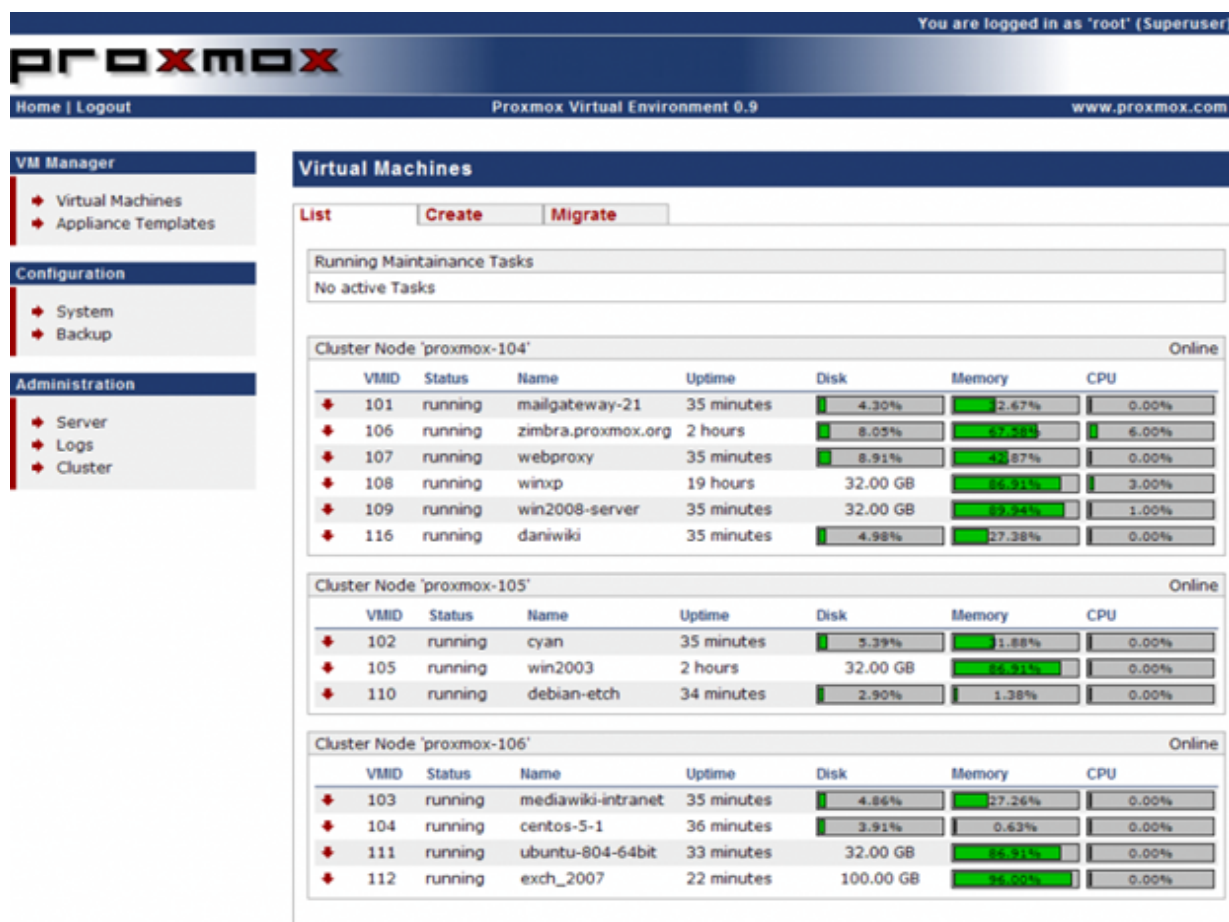 You are logged in as 'root' (Superuser)
proxmox
Home | Logout Proxmox Virtual Environment 0.9 www.proxmox.com
VM Manager
Virtual Machines
Appliance Templates
Configuration
System
Backup
Administration
Server
Logs
Cluster
Virtual Machines
List Create Migrate
Running Maintainance Tasks
No active Tasks
Cluster Node 'proxmox-104' Online
VMID Status Name Uptime Disk Memory CPU
101 running mailgateway-21 35 minutes 4.30% 32.67% 0.00%
106 running zimbra.proxmox.org 2 hours 8.05% 67.58% 6.00%
107 running webproxy 35 minutes 8.91% 42.87% 0.00%
108 running winxp 19 hours 32.00 GB 86.91% 3.00%
109 running win2008-server 35 minutes 32.00 GB 89.94% 1.00%
116 running daniwiki 35 minutes 4.98% 27.38% 0.00%
Cluster Node 'proxmox-105' Online
VMID Status Name Uptime Disk Memory CPU
102 running cyan 35 minutes 5.39% 31.88% 0.00%
105 running win2003 2 hours 32.00 GB 86.91% 0.00%
110 running debian-etch 34 minutes 2.90% 1.38% 0.00%
Cluster Node 'proxmox-106' Online
VMID Status Name Uptime Disk Memory CPU
103 running mediawiki-intranet 35 minutes 4.86% 27.26% 0.00%
104 running centos-5-1 36 minutes 3.91% 0.63% 0.00%
111 running ubuntu-804-64bit 33 minutes 32.00 GB 86.91% 0.00%
112 running exch_2007 22 minutes 100.00 GB 96.00% 0.00%